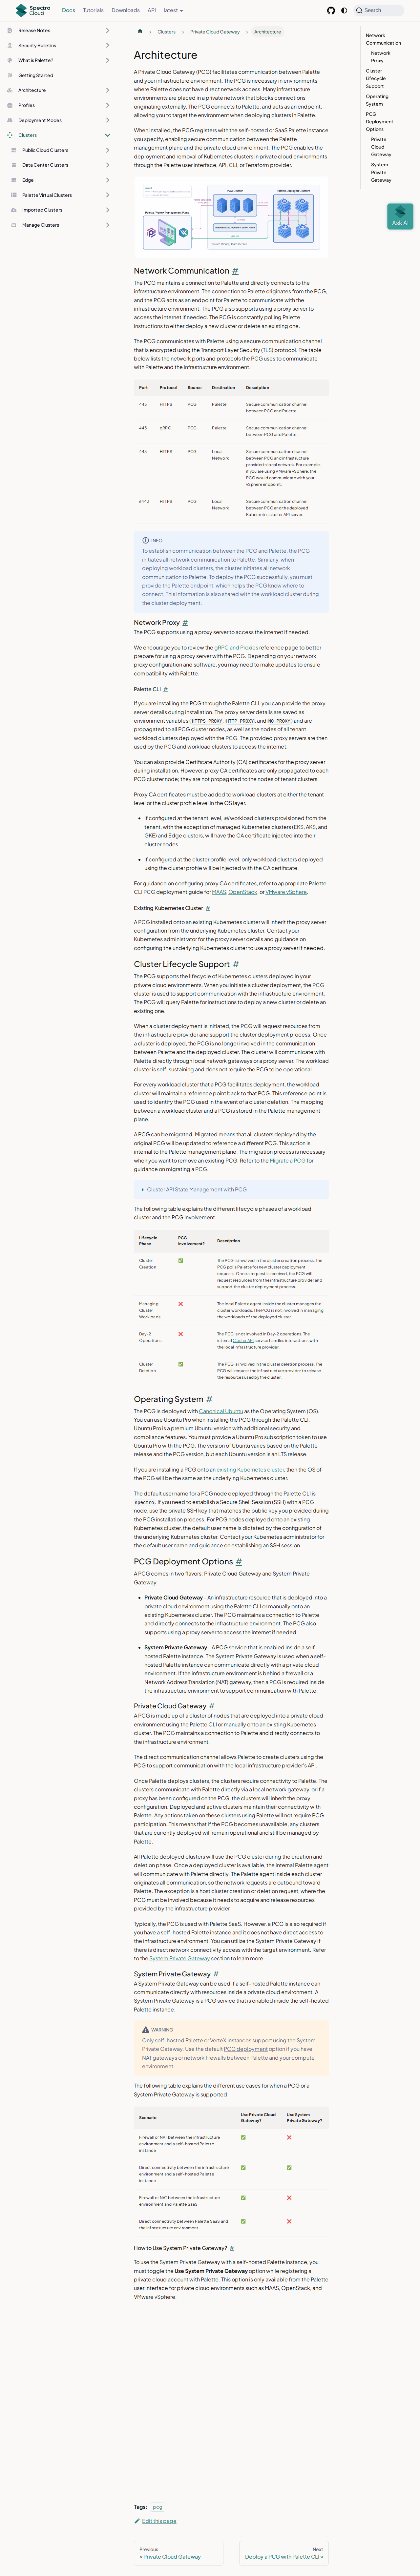 Spectro Cloud
Docs Tutorials Downloads API latest
Search
Release Notes
Security Bulletins
What is Palette?
Getting Started
Architecture
Profiles
Deployment Modes
Clusters
Public Cloud Clusters
Data Center Clusters
Edge
Palette Virtual Clusters
Imported Clusters
Manage Clusters
Clusters
Private Cloud Gateway
Architecture
Network Communication
Network Proxy
Cluster Lifecycle Support
Operating System
PCG Deployment Options
Private Cloud Gateway
System Private Gateway
Ask AI
Architecture
A Private Cloud Gateway (PCG) facilitates communication between Palette
and your infrastructure environment. The PCG is necessary in environments
where Palette does not have direct network access. Many infrastructure
environments are placed in a private network that blocks connections
originating externally. The PCG connects to Palette, and acts as an endpoint,
allowing you to target the environment when deploying clusters in Palette.
When installed, the PCG registers with the self-hosted or SaaS Palette instance
and enables secure communication between the Palette
instance and the private cloud environment. The PCG enables the
deployment and removal of Kubernetes clusters in private cloud environments
through the Palette user interface, API, CLI, or Terraform provider.
Network Communication #
The PCG maintains a connection to Palette and directly connects to the
infrastructure environment. The connection to Palette originates from the PCG,
and the PCG acts as an endpoint for Palette to communicate with the
infrastructure environment. The PCG also supports using a proxy server to
access the internet if needed. The PCG is constantly polling Palette for
instructions to either deploy a new cluster or delete an existing one.
The PCG communicates with Palette using a secure communication channel
that is encrypted using the Transport Layer Security (TLS) protocol. The table
below lists the network ports and protocols the PCG uses to communicate
with Palette and the infrastructure environment.
Port Protocol Source Destination Description
443 HTTPS PCG Palette Secure communication channel between PCG and Palette.
443 gRPC PCG Palette Secure communication channel between PCG and Palette.
443 HTTPS PCG Local Network Secure communication channel between PCG and infrastructure provider in local network. For example, if you are using VMware vSphere, the PCG would communicate with your vSphere endpoint.
6443 HTTPS PCG Local Network Secure communication channel between PCG and the deployed Kubernetes cluster API server.
INFO
To establish communication between the PCG and Palette, the PCG
initiates all network communication to Palette. Similarly, when
deploying workload clusters, the cluster initiates all network
communication to Palette. To deploy the PCG successfully, you must
provide the Palette endpoint, which helps the PCG know where to
connect. This information is also shared with the workload cluster during
the cluster deployment.
Network Proxy #
The PCG supports using a proxy server to access the internet if needed.
We encourage you to review the gRPC and Proxies reference page to better
prepare for using a proxy server with the PCG. Depending on your network
proxy configuration and software, you may need to make updates to ensure
compatibility with Palette.
Palette CLI #
If you are installing the PCG through the Palette CLI, you can provide the proxy
server details upon installation. The proxy server details are saved as
environment variables (HTTPS_PROXY, HTTP_PROXY, and NO_PROXY) and are
propagated to all PCG cluster nodes, as well as the nodes of all tenant
workload clusters deployed with the PCG. The provided proxy servers are then
used by the PCG and workload clusters to access the internet.
You can also provide Certificate Authority (CA) certificates for the proxy server
during installation. However, proxy CA certificates are only propagated to each
PCG cluster node; they are not propagated to the nodes of tenant clusters.
Proxy CA certificates must be added to workload clusters at either the tenant
level or the cluster profile level in the OS layer.
If configured at the tenant level, all workload clusters provisioned from the
tenant, with the exception of managed Kubernetes clusters (EKS, AKS, and
GKE) and Edge clusters, will have the CA certificate injected into their
cluster nodes.
If configured at the cluster profile level, only workload clusters deployed
using the cluster profile will be injected with the CA certificate.
For guidance on configuring proxy CA certificates, refer to appropriate Palette
CLI PCG deployment guide for MAAS, OpenStack, or VMware vSphere.
Existing Kubernetes Cluster #
A PCG installed onto an existing Kubernetes cluster will inherit the proxy server
configuration from the underlying Kubernetes cluster. Contact your
Kubernetes administrator for the proxy server details and guidance on
configuring the Kubernetes cluster to use a proxy server if needed.
Cluster Lifecycle Support #
The PCG supports the lifecycle of Kubernetes clusters deployed in your
private cloud environments. When you initiate a cluster deployment, the PCG
cluster is used to support communication with the infrastructure environment.
The PCG will query Palette for instructions to deploy a new cluster or delete an
existing one.
When a cluster deployment is initiated, the PCG will request resources from the
infrastructure provider and support the cluster deployment process. Once
a cluster is deployed, the PCG is no longer involved in the communication
between Palette and the deployed cluster. The cluster will communicate with
Palette directly through local network gateways or a proxy server. In other
words, the workload cluster is self-sustaining and does not require the PCG to be operational.
For every workload cluster that a PCG facilitates the deployment, the workload
cluster will maintain a reference point back to that PCG. This reference point is
used to identify the PCG used in the event of a cluster deletion. The mapping
between a workload cluster and a PCG is stored in the Palette management
plane.
A PCG can be migrated. Migrated means that all clusters deployed by the
original PCG will be updated to reference a different PCG. This action is
internal to the Palette management plane. The migration process is necessary
when you want to remove an existing PCG. Refer to the Migrate a PCG for
guidance on migrating a PCG.
Cluster API State Management with PCG
The following table explains the different lifecycle phases of a workload
cluster and the PCG involvement.
Lifecycle Phase PCG Involvement? Description
Cluster Creation ✅ The PCG is involved in the cluster creation process. The PCG polls Palette for new cluster deployment requests. Once a request is received, the PCG will request resources from the infrastructure provider and support the cluster deployment process.
Managing Cluster Workloads ❌ The local Palette agent inside the cluster manages the cluster workloads. The PCG is not involved in managing the workloads of the deployed cluster.
Day-2 Operations ❌ The PCG is not involved in Day-2 operations. The internal Cluster API service handles interactions with the local infrastructure provider.
Cluster Deletion ✅ The PCG is involved in the cluster deletion process. The PCG will request the infrastructure provider to release the resources used by the cluster.
Operating System #
The PCG is deployed with Canonical Ubuntu as the Operating System (OS).
You can use Ubuntu Pro when installing the PCG through the Palette CLI.
Ubuntu Pro is a premium Ubuntu version with additional security and
compliance features. You must provide a Ubuntu Pro subscription token to use
Ubuntu Pro with the PCG. The version of Ubuntu varies based on the Palette
release and the PCG version, but each Ubuntu version is an LTS release.
If you are installing a PCG onto an existing Kubernetes cluster, then the OS of
the PCG will be the same as the underlying Kubernetes cluster.
The default user name for a PCG node deployed through the Palette CLI is
spectro. If you need to establish a Secure Shell Session (SSH) with a PCG
node, use the private SSH key that matches the public key you provided during
the PCG installation process. For PCG nodes deployed onto an existing
Kubernetes cluster, the default user name is dictated by the configuration of
the underlying Kubernetes cluster. Contact your Kubernetes administrator for
the default user name and guidance on establishing an SSH session.
PCG Deployment Options #
A PCG comes in two flavors: Private Cloud Gateway and System Private
Gateway.
Private Cloud Gateway - An infrastructure resource that is deployed into a
private cloud environment using the Palette CLI or manually onto an
existing Kubernetes cluster. The PCG maintains a connection to Palette
and directly connects to the infrastructure environment. The PCG also
supports using a proxy server to access the internet if needed.
System Private Gateway - A PCG service that is enabled inside a self-
hosted Palette instance. The System Private Gateway is used when a self-
hosted Palette instance can communicate directly with a private cloud
environment. If the infrastructure environment is behind a firewall or a
Network Address Translation (NAT) gateway, then a PCG is required inside
the infrastructure environment to support communication with Palette.
Private Cloud Gateway #
A PCG is made up of a cluster of nodes that are deployed into a private cloud
environment through the Palette CLI or manually onto an existing Kubernetes
cluster. The PCG maintains a connection to Palette and directly connects to the
infrastructure environment.
The direct communication channel allows Palette to create clusters using the
PCG to support communication with the infrastructure provider.
Once Palette deploys clusters, the clusters require connectivity to Palette. The
clusters communicate with Palette directly via a local network gateway, or if a
proxy has been configured on the PCG, the clusters will inherit the proxy
configuration. Deployed and active clusters maintain their connectivity with
Palette. Any actions taken on these clusters using Palette will not require PCG
participation. This means that if the PCG becomes unavailable, any clusters
that are currently deployed will remain operational and still be managed by
Palette.
All Palette deployed clusters will use the PCG cluster during the creation and
deletion phase. Once a cluster is available, the internal Palette agent
will communicate with Palette directly. The Palette agent inside each cluster
originates all communication, so the network requests are outbound
toward Palette. The exception is a host cluster creation or deletion request,
where the PCG must be involved because it needs to acquire and release resources
provided by the infrastructure provider.
Typically, the PCG is used with Palette SaaS. However, a PCG is also required if
you have a self-hosted Palette instance and it does not have direct access to
the target environment. You can utilize the System Private Gateway if there
is direct network connectivity access with the target environment. Refer
to the System Private Gateway section to learn more.
System Private Gateway #
A System Private Gateway can be used if a self-hosted Palette instance can
communicate directly with resources inside a private cloud environment. A
System Private Gateway is a PCG service that is enabled inside the self-hosted
Palette instance.
WARNING
Only self-hosted Palette or VerteX instances support using the System
Private Gateway. Use the default PCG deployment option if you have
NAT gateways or network firewalls between Palette and your compute
environment.
The following table explains the different use cases for when a PCG or a
System Private Gateway is supported.
Scenario Use Private Cloud Gateway? Use System Private Gateway?
Firewall or NAT between the infrastructure environment and a self-hosted Palette instance ✅ ❌
Direct connectivity between the infrastructure environment and a self-hosted Palette instance ✅ ✅
Firewall or NAT between the infrastructure environment and Palette SaaS ✅ ❌
Direct connectivity between Palette SaaS and the infrastructure environment ✅ ❌
How to Use System Private Gateway? #
To use the System Private Gateway with a self-hosted Palette instance, you
must toggle the Use System Private Gateway option while registering a
private cloud account with Palette. This option is only available from the Palette
user interface for private cloud environments such as MAAS, OpenStack, and
VMware vSphere.
Tags: pcg
Edit this page
Previous
« Private Cloud Gateway
Next
Deploy a PCG with Palette CLI »